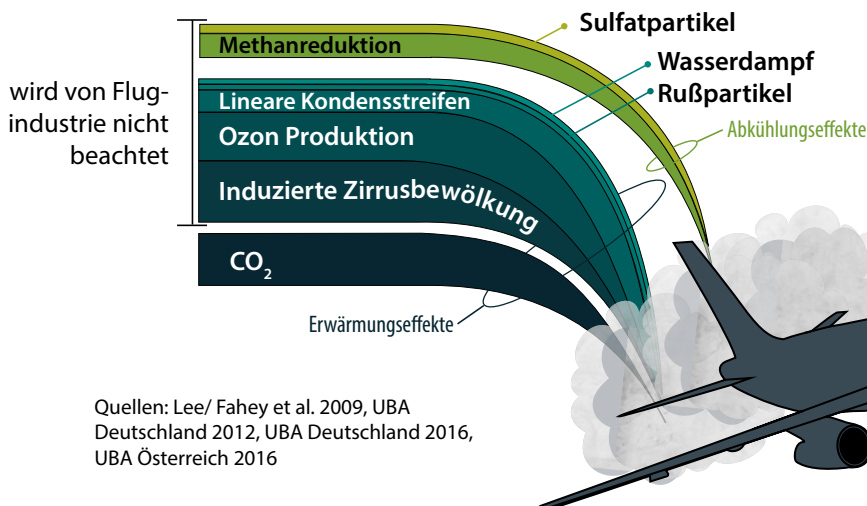 Sulfatpartikel
Methanreduktion
Wasserdampf
Rußpartikel
wird von Flug-
industrie nicht
beachtet
Lineare Kondensstreifen
Ozon Produktion
Abkühlungseffekte
Induzierte Zirrusbewölkung
CO₂
Erwärmungseffekte
Quellen: Lee/ Fahey et al. 2009, UBA
Deutschland 2012, UBA Deutschland 2016,
UBA Österreich 2016